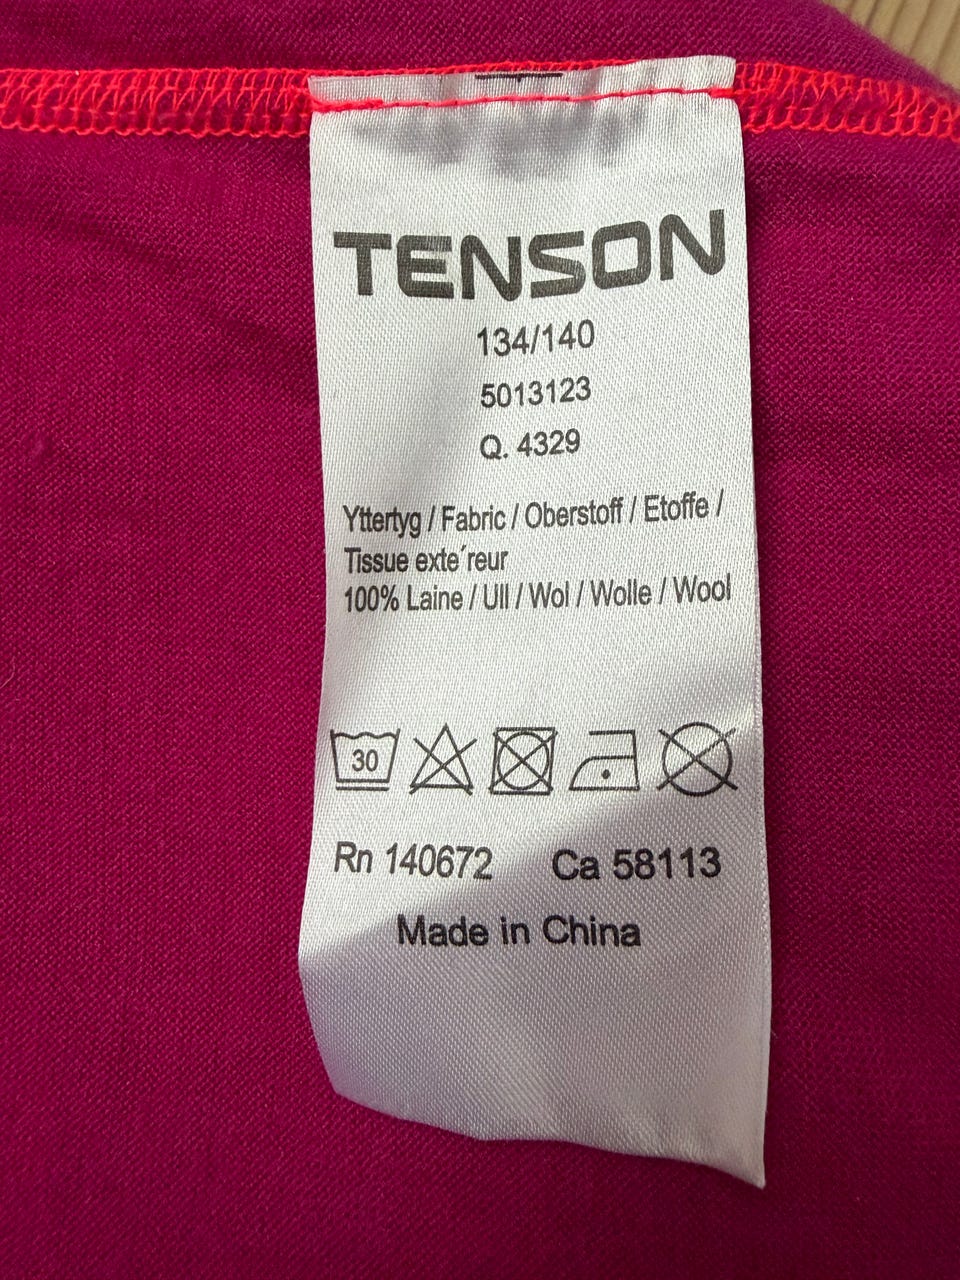 TENSON
134/140
5013123
Q. 4329
Yttertyg / Fabric / Oberstoff / Etoffe /
Tissue exte´reur
100% Laine / Ull / Wol / Wolle / Wool
30
Rn 140672 Ca 58113
Made in China